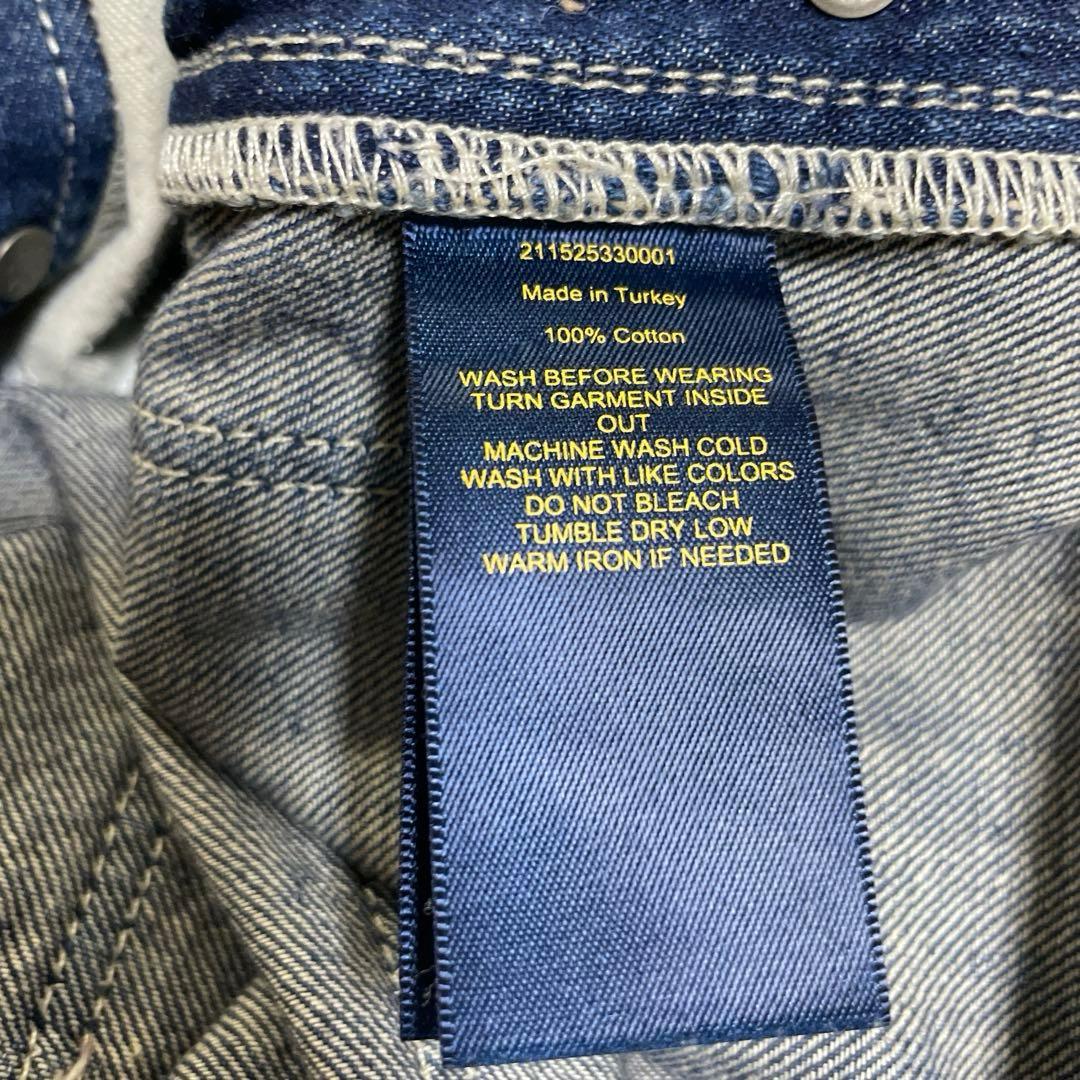 211525330001
Made in Turkey
100% Cotton
WASH BEFORE WEARING
TURN GARMENT INSIDE
OUT
MACHINE WASH COLD
WASH WITH LIKE COLORS
DO NOT BLEACH
TUMBLE DRY LOW
WARM IRON IF NEEDED